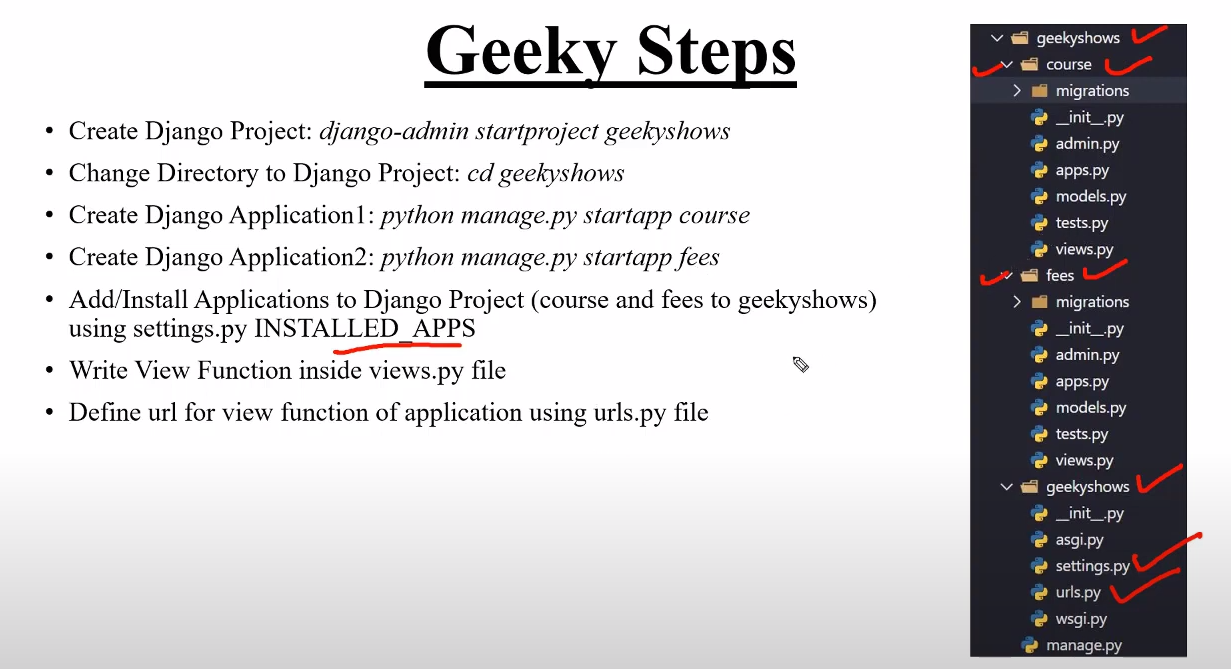 Geeky Steps
• Create Django Project: django-admin startproject geekyshows
• Change Directory to Django Project: cd geekyshows
• Create Django Application1: python manage.py startapp course
• Create Django Application2: python manage.py startapp fees
• Add/Install Applications to Django Project (course and fees to geekyshows)
using settings.py INSTALLED_APPS
• Write View Function inside views.py file
• Define url for view function of application using urls.py file
geekyshows
course
migrations
__init__.py
admin.py
apps.py
models.py
tests.py
views.py
fees
migrations
__init__.py
admin.py
apps.py
models.py
tests.py
views.py
geekyshows
__init__.py
asgi.py
settings.py
urls.py
wsgi.py
manage.py